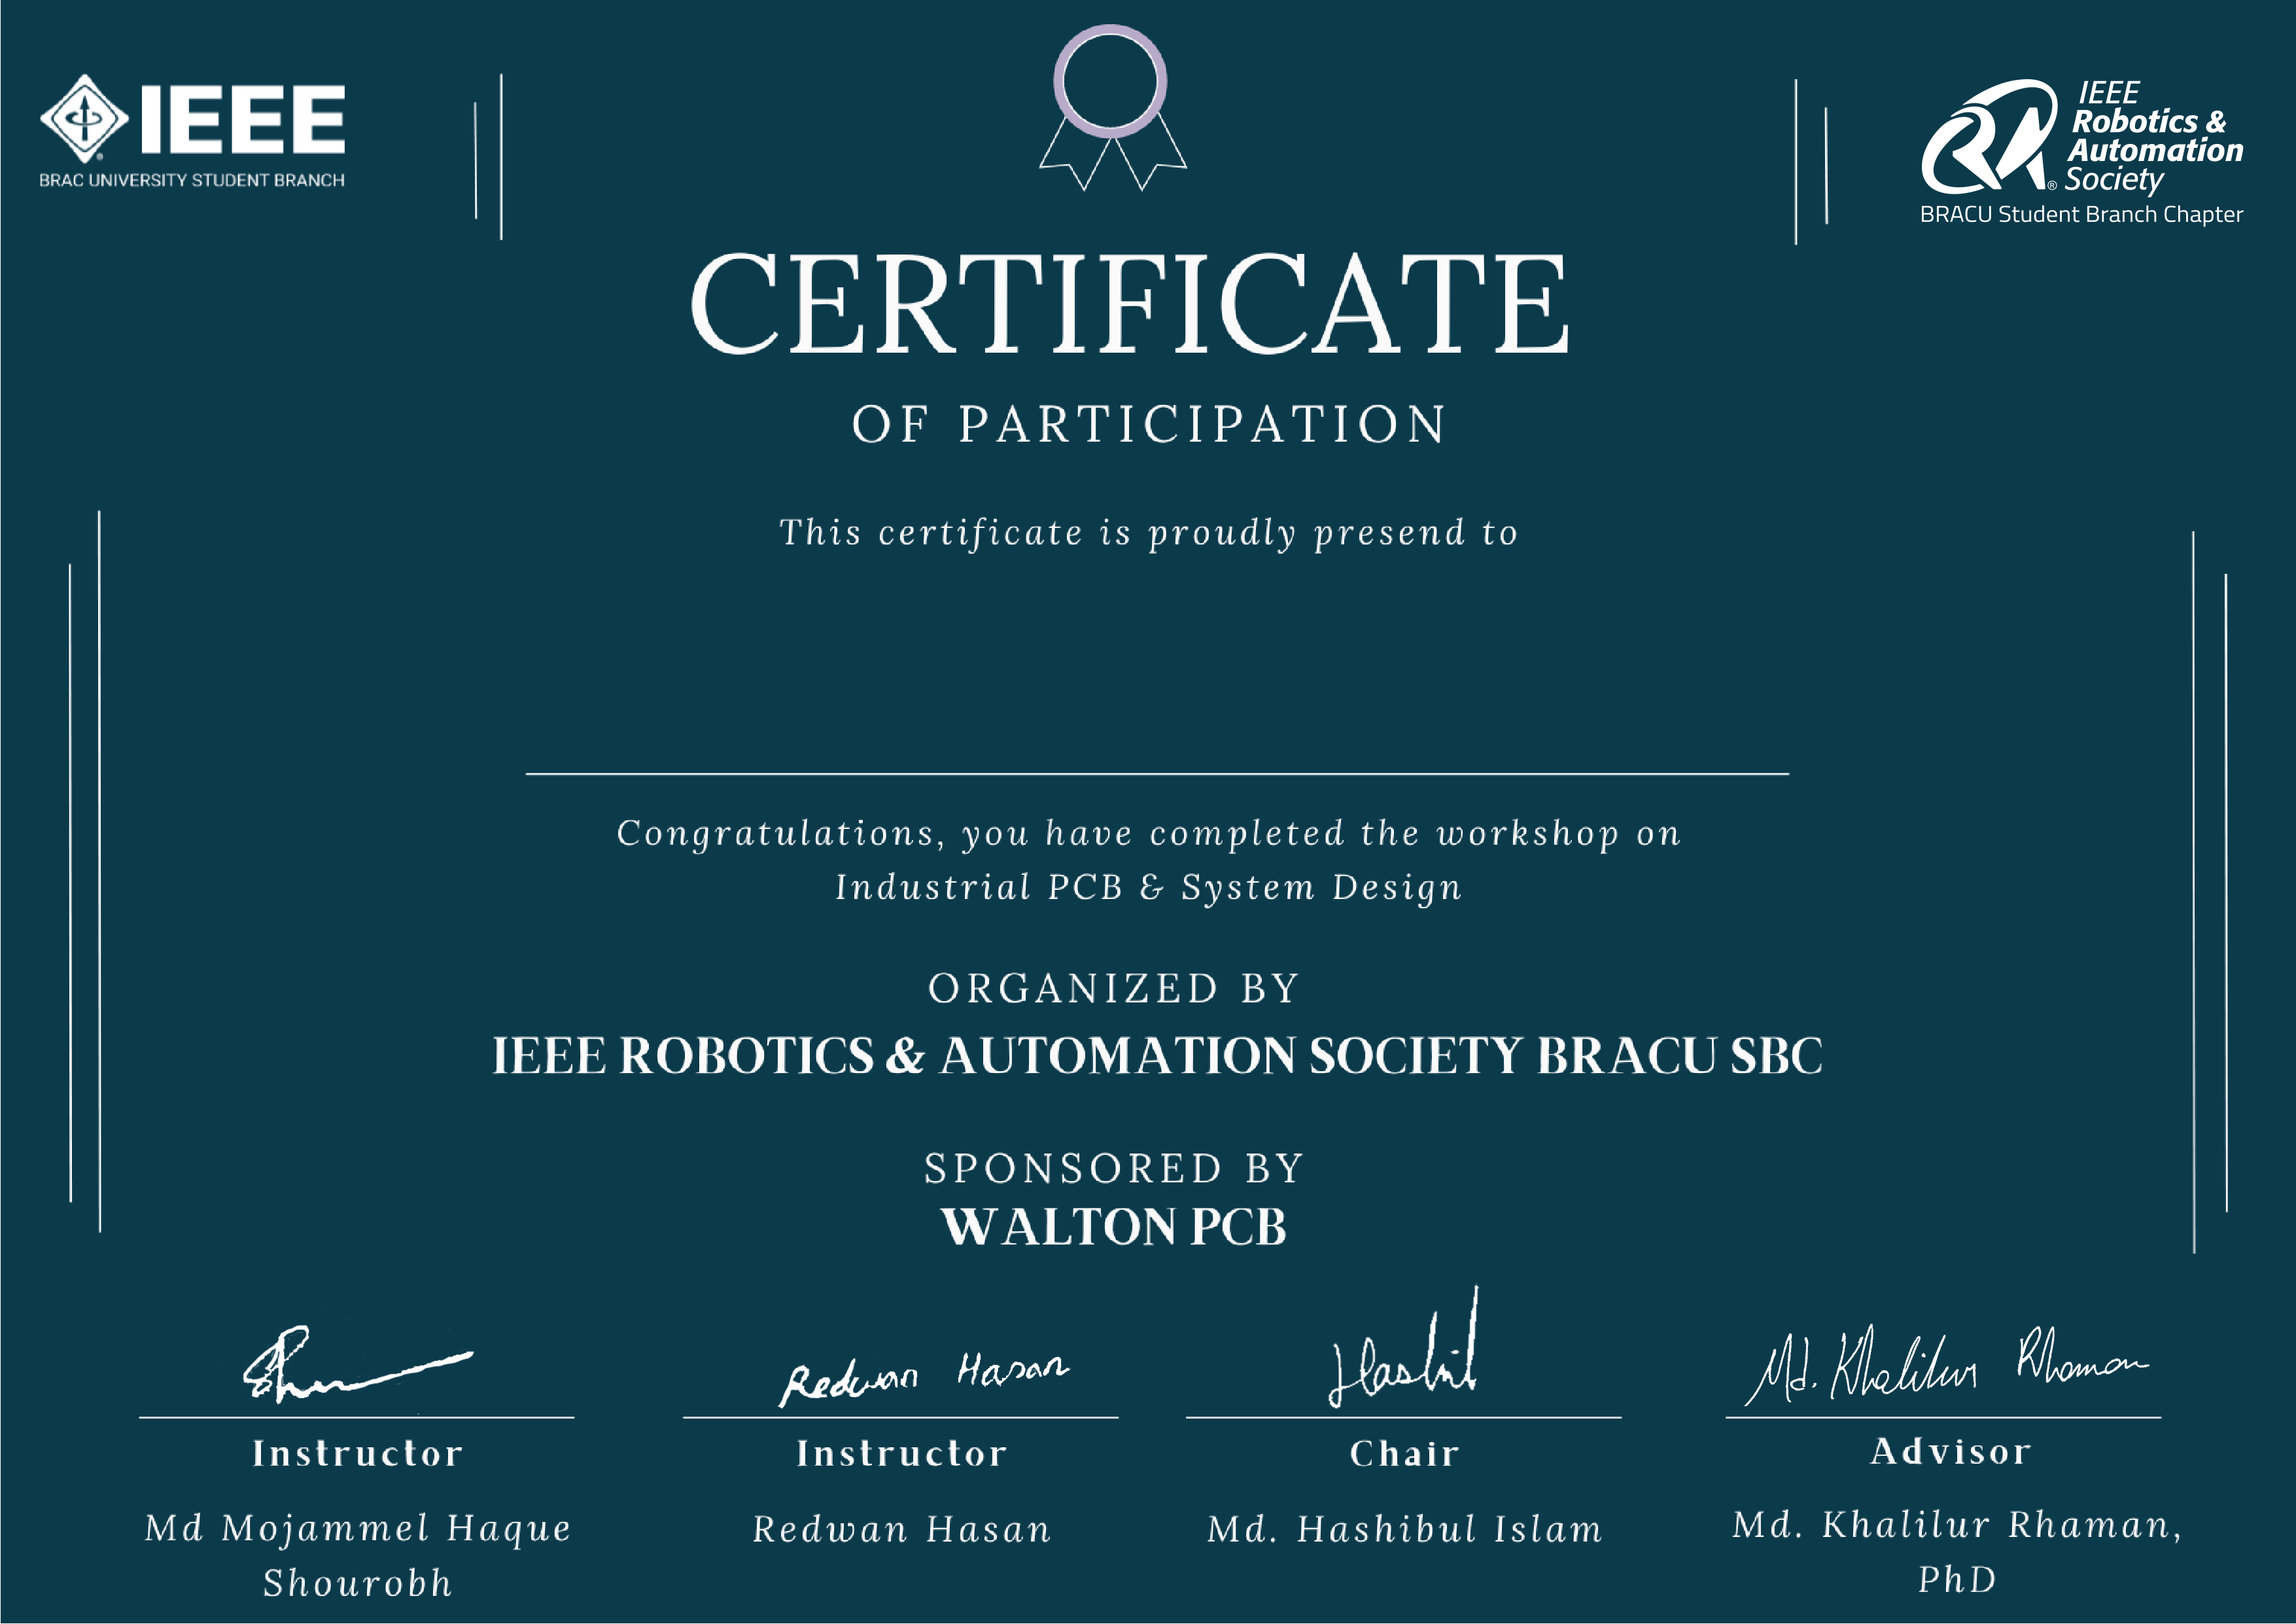 IEEE
BRAC UNIVERSITY STUDENT BRANCH
IEEE
Robotics &
Automation
Society
BRACU Student Branch Chapter
CERTIFICATE
OF PARTICIPATION
This certificate is proudly presend to
Congratulations, you have completed the workshop on
Industrial PCB & System Design
ORGANIZED BY
IEEE ROBOTICS & AUTOMATION SOCIETY BRACU SBC
SPONSORED BY
WALTON PCB
Redwan Hasan
Hashib
Md. Khalilur Rhaman
Instructor
Instructor
Chair
Advisor
Md Mojammel Haque
Shourobh
Redwan Hasan
Md. Hashibul Islam
Md. Khalilur Rhaman,
PhD